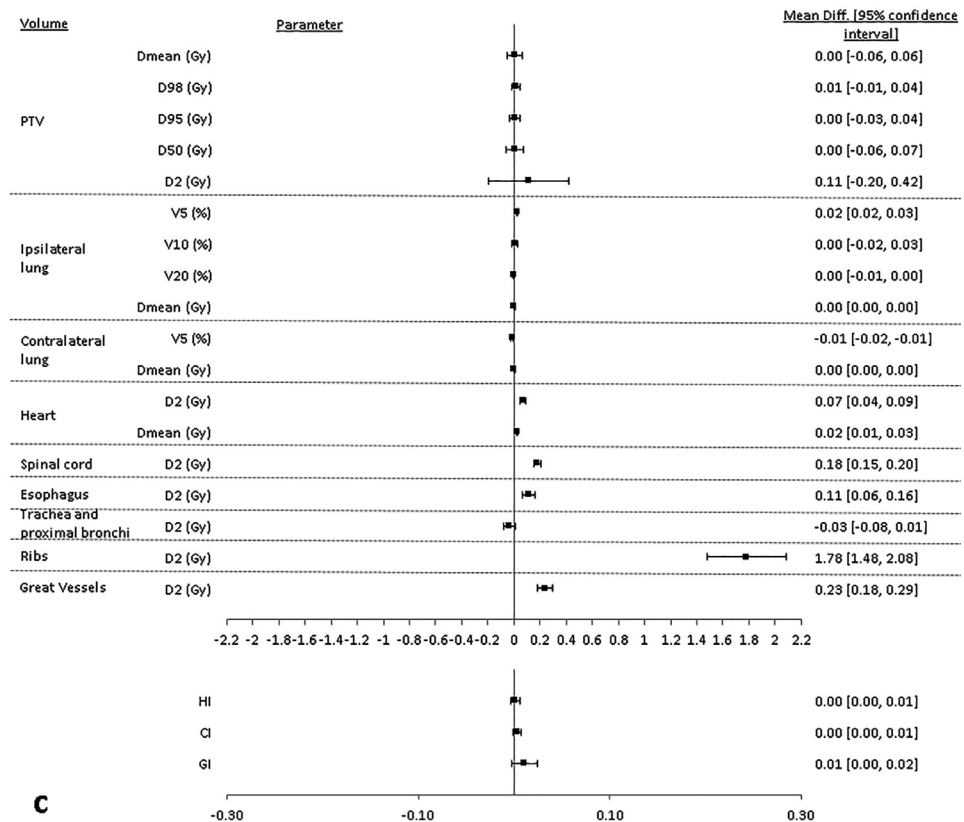 Volume Parameter Mean Diff. [95% confidence
interval]
Dmean (Gy) 0.00 [-0.06, 0.06]
D98 (Gy) 0.01 [-0.01, 0.04]
PTV D95 (Gy) 0.00 [-0.03, 0.04]
D50 (Gy) 0.00 [-0.06, 0.07]
D2 (Gy) 0.11 [-0.20, 0.42]
V5 (%) 0.02 [0.02, 0.03]
Ipsilateral
lung
V10 (%) 0.00 [-0.02, 0.03]
V20 (%) 0.00 [-0.01, 0.00]
Dmean (Gy) 0.00 [0.00, 0.00]
Contralateral
lung
V5 (%) -0.01 [-0.02, -0.01]
Dmean (Gy) 0.00 [0.00, 0.00]
Heart
D2 (Gy) 0.07 [0.04, 0.09]
Dmean (Gy) 0.02 [0.01, 0.03]
Spinal cord D2 (Gy) 0.18 [0.15, 0.20]
Esophagus D2 (Gy) 0.11 [0.06, 0.16]
Trachea and
proximal bronchi D2 (Gy) -0.03 [-0.08, 0.01]
Ribs D2 (Gy) 1.78 [1.48, 2.08]
Great Vessels D2 (Gy) 0.23 [0.18, 0.29]
-2.2 -2 -1.8 -1.6 -1.4 -1.2 -1 -0.8 -0.6 -0.4 -0.2 0 0.2 0.4 0.6 0.8 1 1.2 1.4 1.6 1.8 2 2.2
HI 0.00 [0.00, 0.01]
CI 0.00 [0.00, 0.01]
GI 0.01 [0.00, 0.02]
C
-0.30 -0.10 0.10 0.30